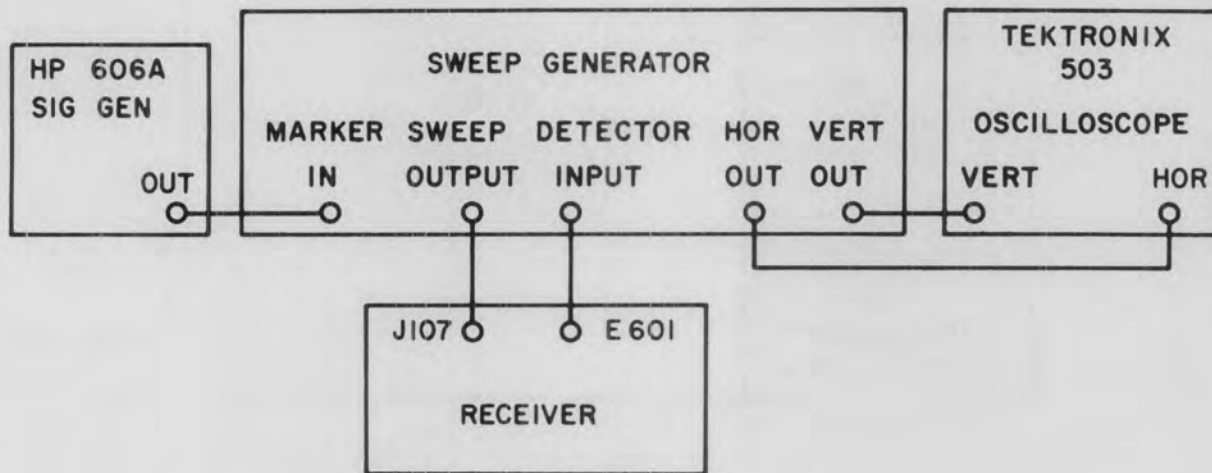 HP 606A
SIG GEN
OUT
SWEEP GENERATOR
MARKER
IN
SWEEP
OUTPUT
DETECTOR
INPUT
HOR
OUT
VERT
OUT
TEKTRONIX
503
OSCILLOSCOPE
VERT
HOR
J107
E601
RECEIVER